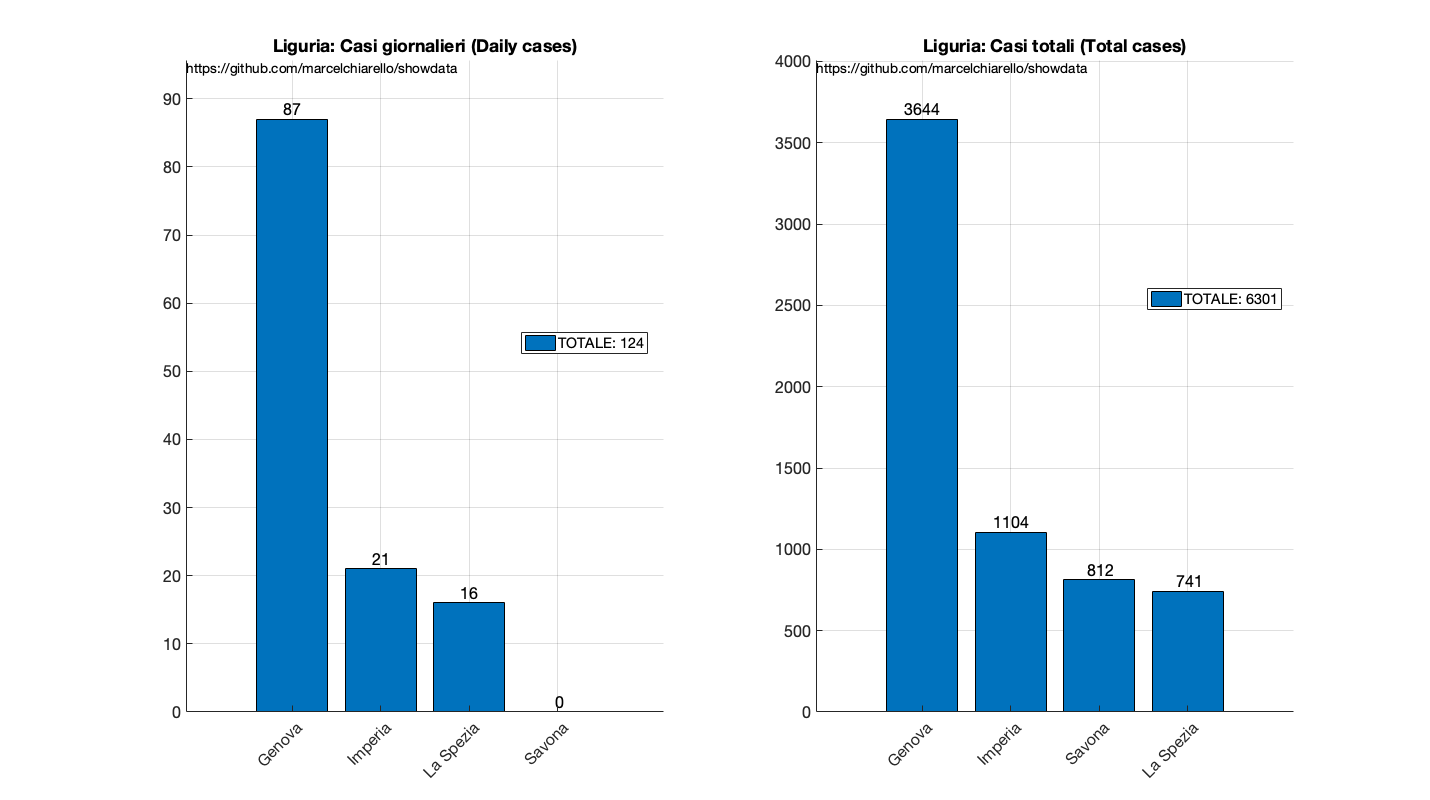 Liguria: Casi giornalieri (Daily cases)
https://github.com/marcelchiarello/showdata
90
80
70
60
50
40
30
20
10
0
87
21
16
0
TOTALE: 124
Genova
Imperia
La Spezia
Savona
Liguria: Casi totali (Total cases)
https://github.com/marcelchiarello/showdata
4000
3500
3000
2500
2000
1500
1000
500
0
3644
1104
812
741
TOTALE: 6301
Genova
Imperia
Savona
La Spezia